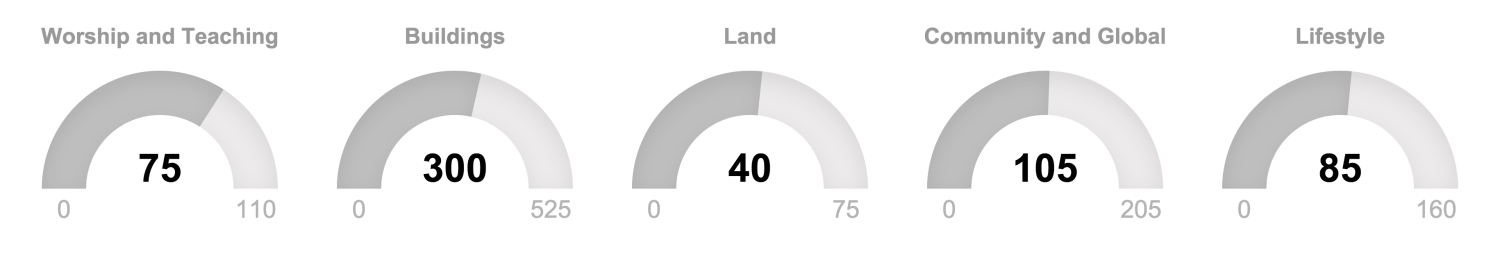 Worship and Teaching
75
0 110
Buildings
300
0 525
Land
40
0 75
Community and Global
105
0 205
Lifestyle
85
0 160